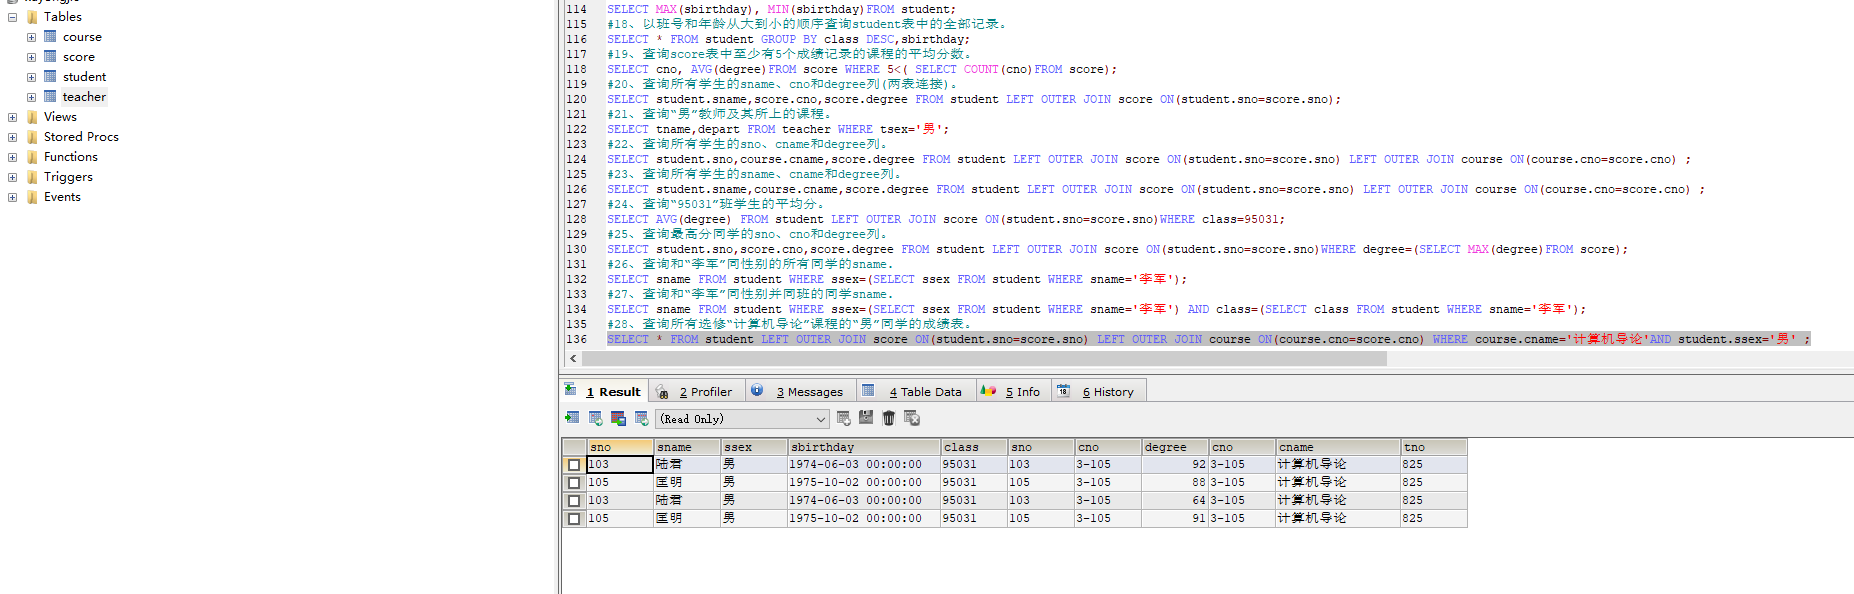 Tables
course
score
student
teacher
Views
Stored Procs
Functions
Triggers
Events
114 SELECT MAX(sbirthday), MIN(sbirthday)FROM student;
115 #18、以班号和年龄从大到小的顺序查询student表中的全部记录。
116 SELECT * FROM student GROUP BY class DESC,sbirthday;
117 #19、查询score表中至少有5个成绩记录的课程的平均分数。
118 SELECT cno, AVG(degree)FROM score WHERE 5<( SELECT COUNT(cno)FROM score);
119 #20、查询所有学生的sname、cno和degree列(两表连接)。
120 SELECT student.sname,score.cno,score.degree FROM student LEFT OUTER JOIN score ON(student.sno=score.sno);
121 #21、查询“男”教师及其所上的课程。
122 SELECT tname,depart FROM teacher WHERE tsex='男';
123 #22、查询所有学生的sno、cname和degree列。
124 SELECT student.sno,course.cname,score.degree FROM student LEFT OUTER JOIN score ON(student.sno=score.sno) LEFT OUTER JOIN course ON(course.cno=score.cno) ;
125 #23、查询所有学生的sname、cname和degree列。
126 SELECT student.sname,course.cname,score.degree FROM student LEFT OUTER JOIN score ON(student.sno=score.sno) LEFT OUTER JOIN course ON(course.cno=score.cno) ;
127 #24、查询“95031”班学生的平均分。
128 SELECT AVG(degree) FROM student LEFT OUTER JOIN score ON(student.sno=score.sno)WHERE class=95031;
129 #25、查询最高分同学的sno、cno和degree列。
130 SELECT student.sno,score.cno,score.degree FROM student LEFT OUTER JOIN score ON(student.sno=score.sno)WHERE degree=(SELECT MAX(degree)FROM score);
131 #26、查询和“李军”同性别的所有同学的sname.
132 SELECT sname FROM student WHERE ssex=(SELECT ssex FROM student WHERE sname='李军');
133 #27、查询和“李军”同性别并同班的同学sname.
134 SELECT sname FROM student WHERE ssex=(SELECT ssex FROM student WHERE sname='李军') AND class=(SELECT class FROM student WHERE sname='李军');
135 #28、查询所有选修“计算机导论”课程的“男”同学的成绩表。
136 SELECT * FROM student LEFT OUTER JOIN score ON(student.sno=score.sno) LEFT OUTER JOIN course ON(course.cno=score.cno) WHERE course.cname='计算机导论'AND student.ssex='男' ;
1 Result 2 Profiler 3 Messages 4 Table Data 5 Info 6 History
(Read Only)
sno sname ssex sbirthday class sno cno degree cno cname tno
103 陆君 男 1974-06-03 00:00:00 95031 103 3-105 92 3-105 计算机导论 825
105 匡明 男 1975-10-02 00:00:00 95031 105 3-105 88 3-105 计算机导论 825
103 陆君 男 1974-06-03 00:00:00 95031 103 3-105 64 3-105 计算机导论 825
105 匡明 男 1975-10-02 00:00:00 95031 105 3-105 91 3-105 计算机导论 825